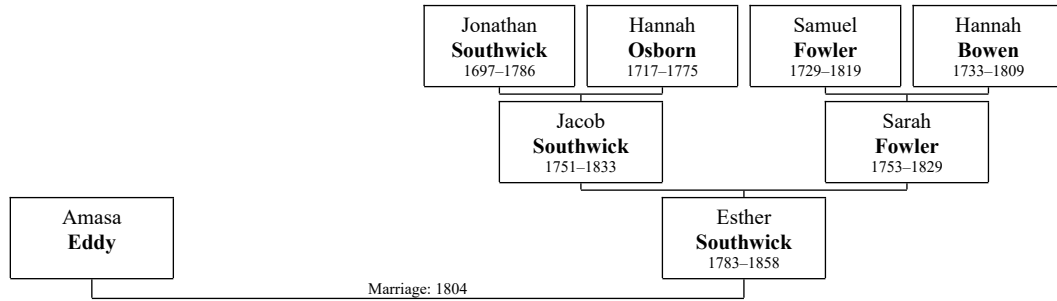 Jonathan
Southwick
1697–1786
Hannah
Osborn
1717–1775
Samuel
Fowler
1729–1819
Hannah
Bowen
1733–1809
Jacob
Southwick
1751–1833
Sarah
Fowler
1753–1829
Amasa
Eddy
Esther
Southwick
1783–1858
Marriage: 1804